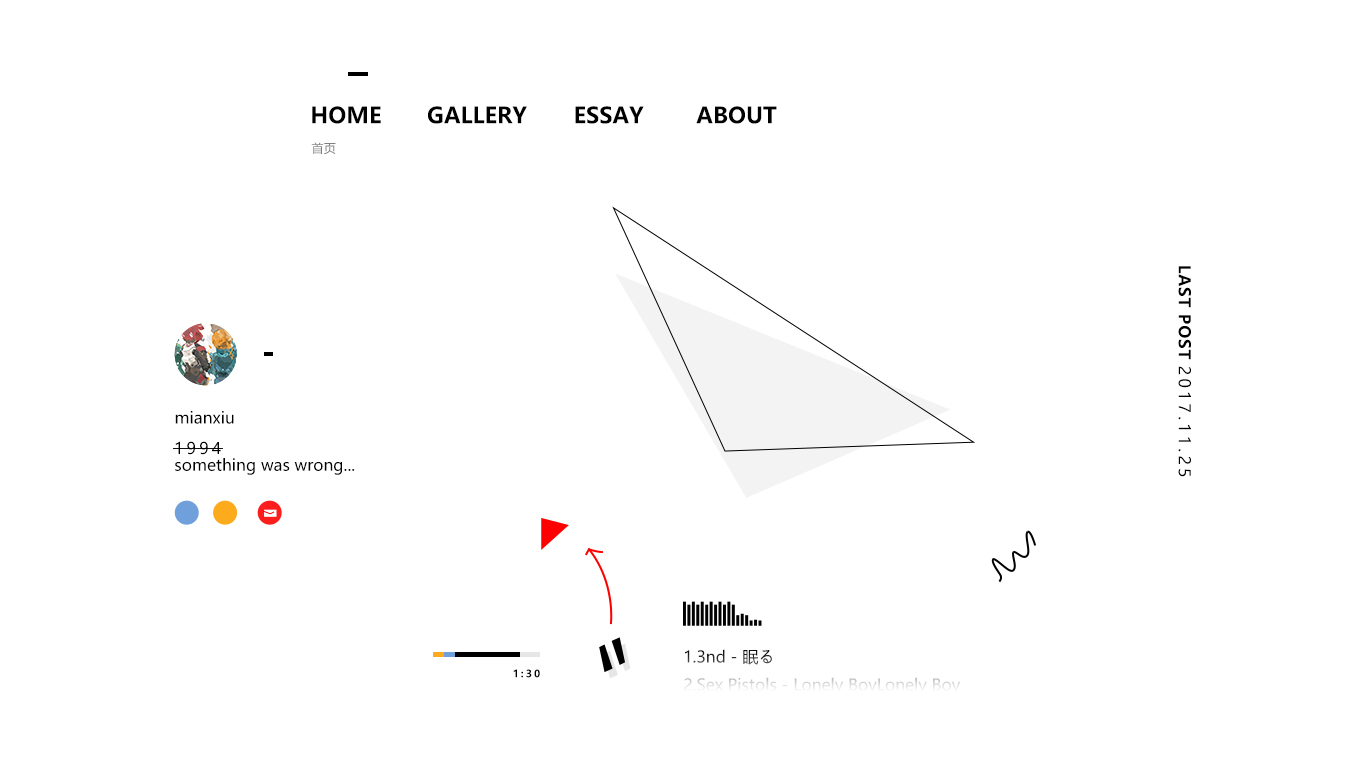 HOME GALLERY ESSAY ABOUT
首页
LAST POST 2017.11.25
mianxiu
1994
something was wrong...
1:30
1.3nd - 眠る
2.Sex Pistols - Lonely BoyLonely Boy